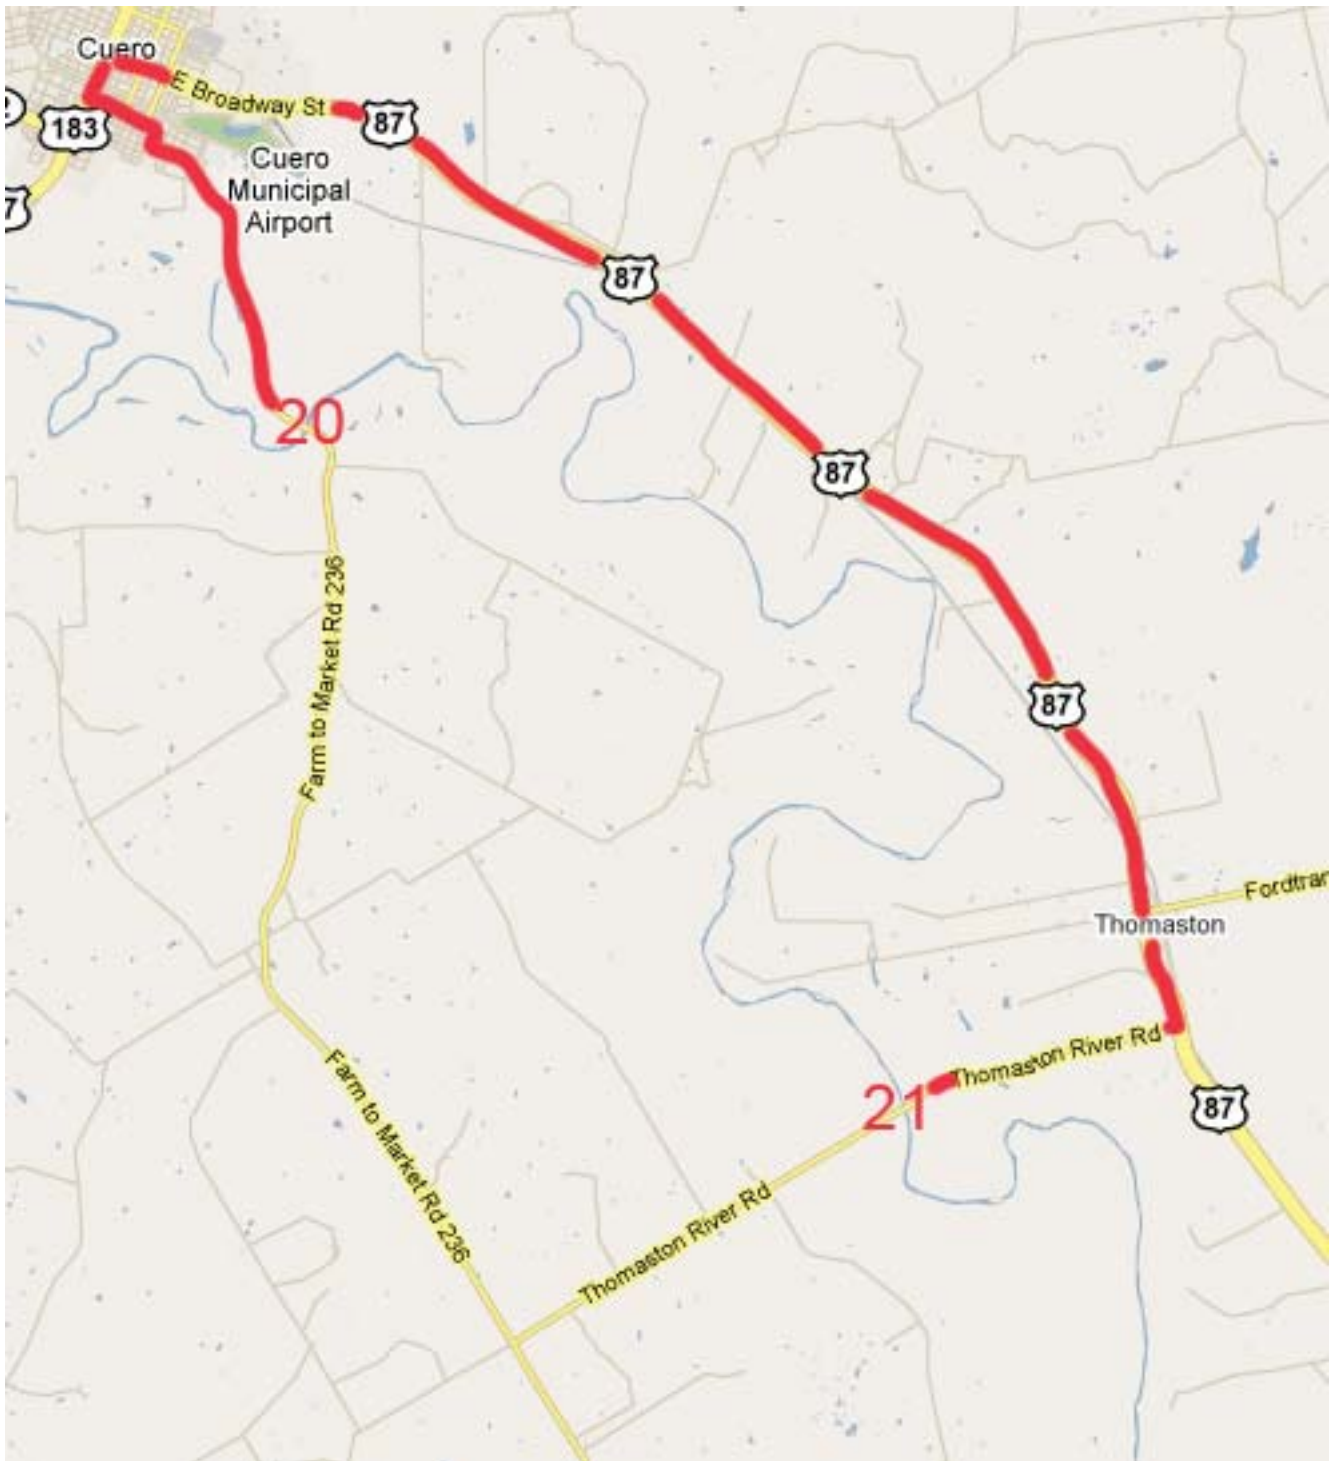 Cuero
E Broadway St
87
183
Cuero
Municipal
Airport
7
87
20
87
Farm to Market Rd 236
87
Fordtran
Thomaston
Thomaston River Rd
21
87
Farm to Market Rd 236
Thomaston River Rd